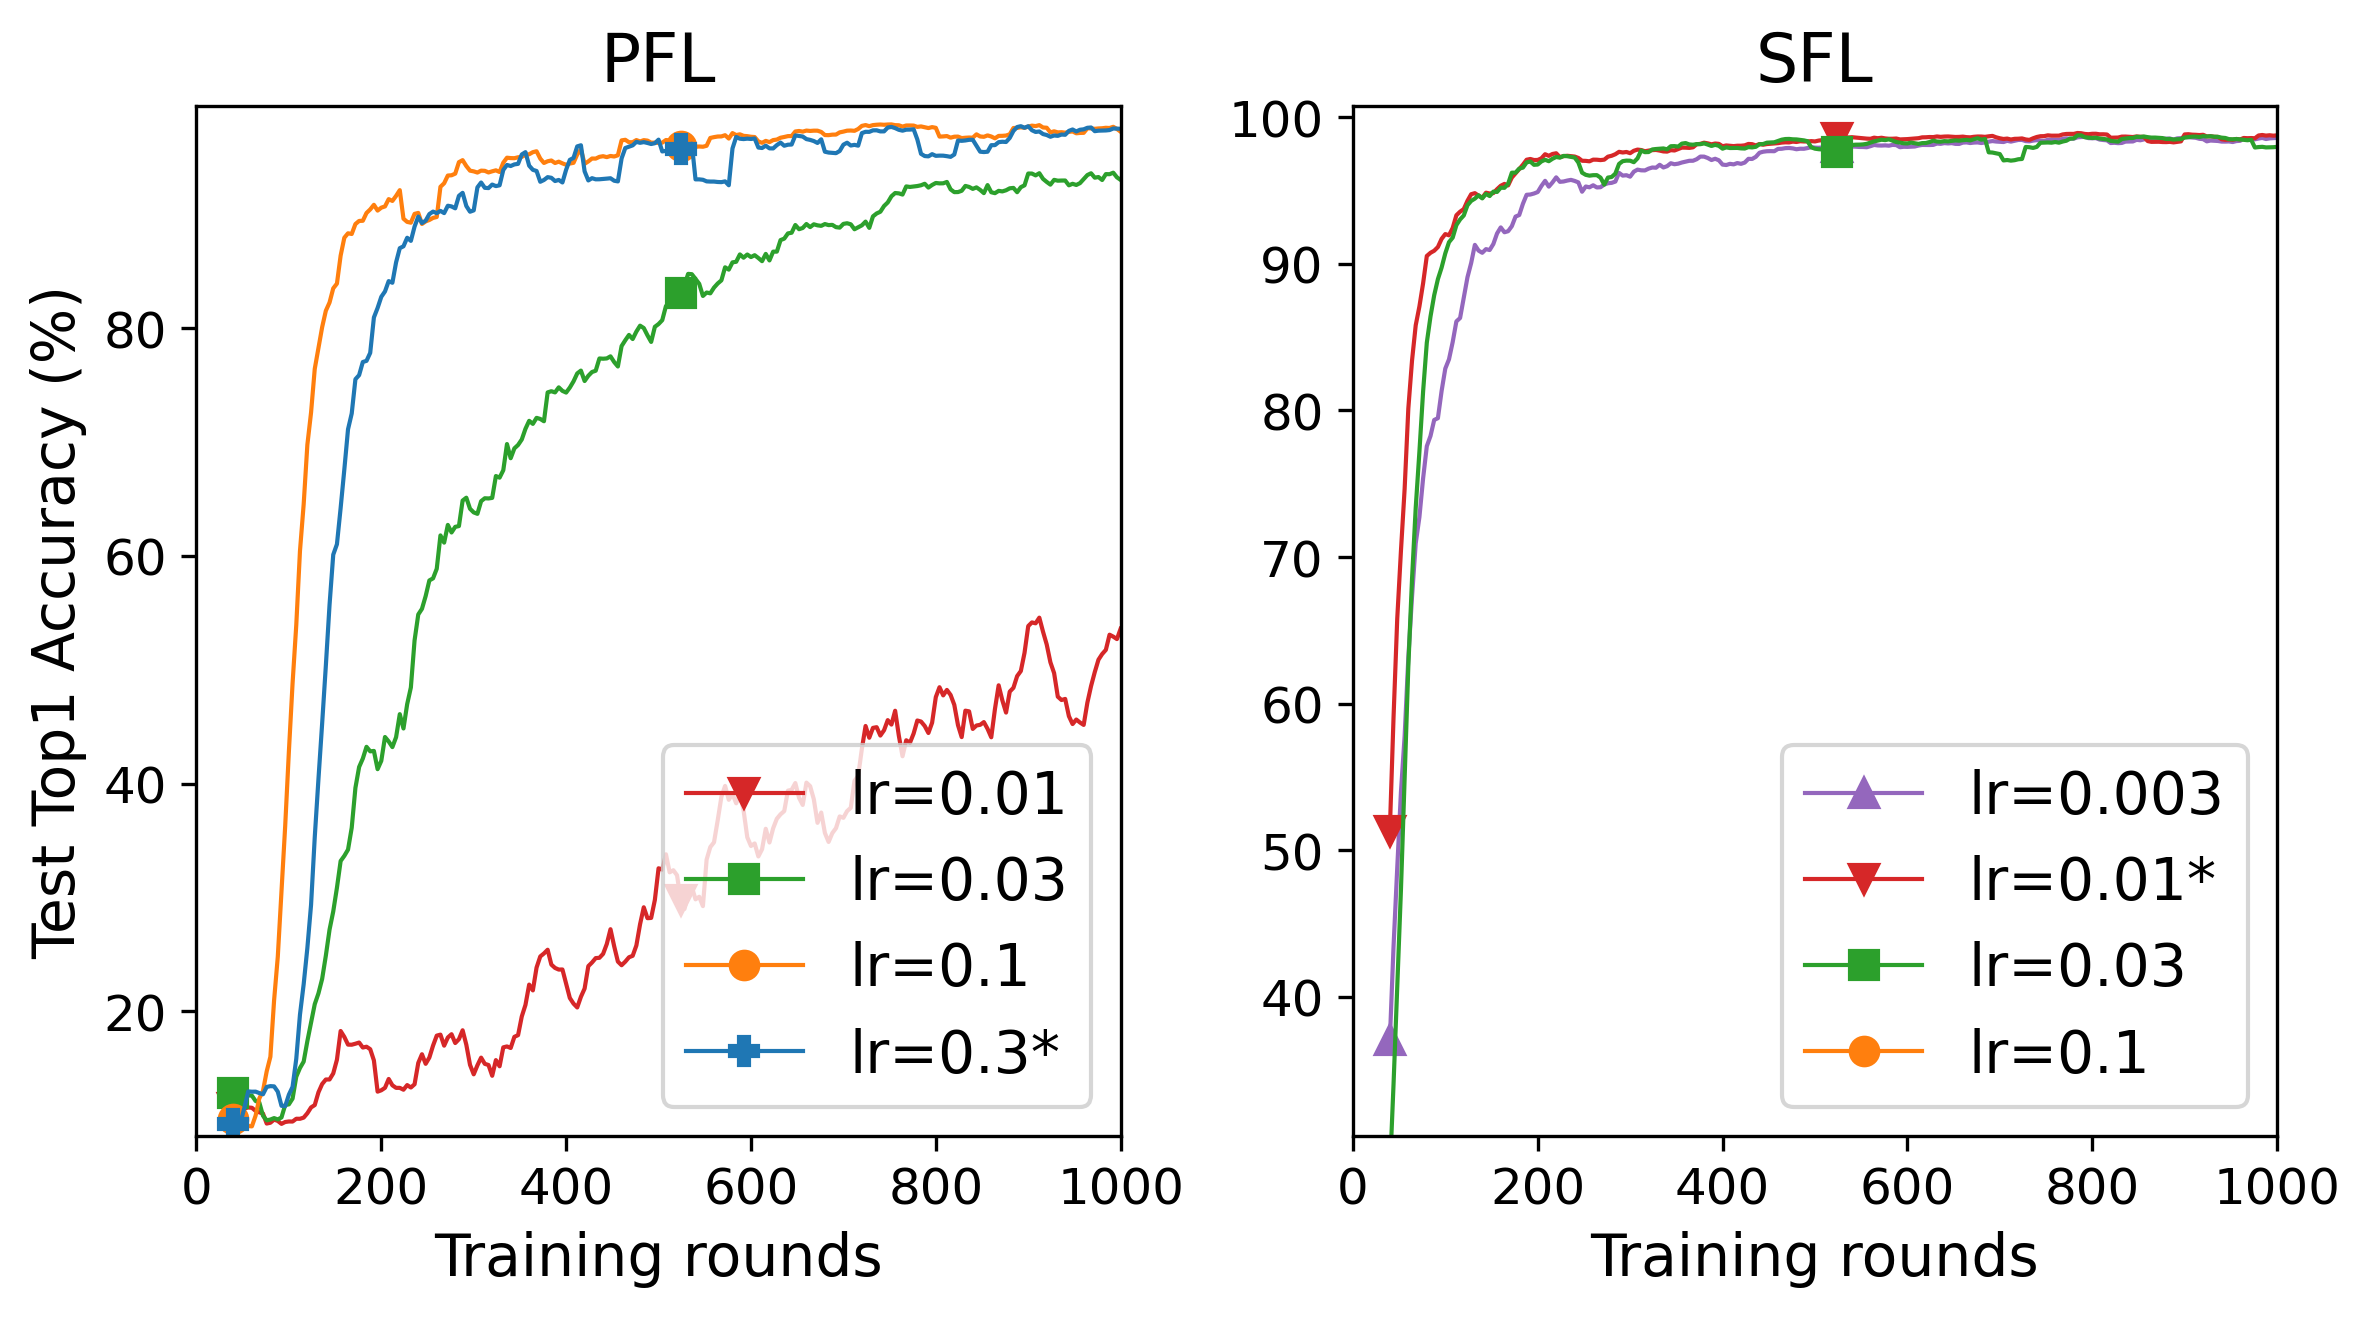 PFL
Test Top1 Accuracy (%)
80
60
40
20
0 200 400 600 800 1000
Training rounds
lr=0.01
lr=0.03
lr=0.1
lr=0.3*
SFL
100
90
80
70
60
50
40
0 200 400 600 800 1000
Training rounds
lr=0.003
lr=0.01*
lr=0.03
lr=0.1